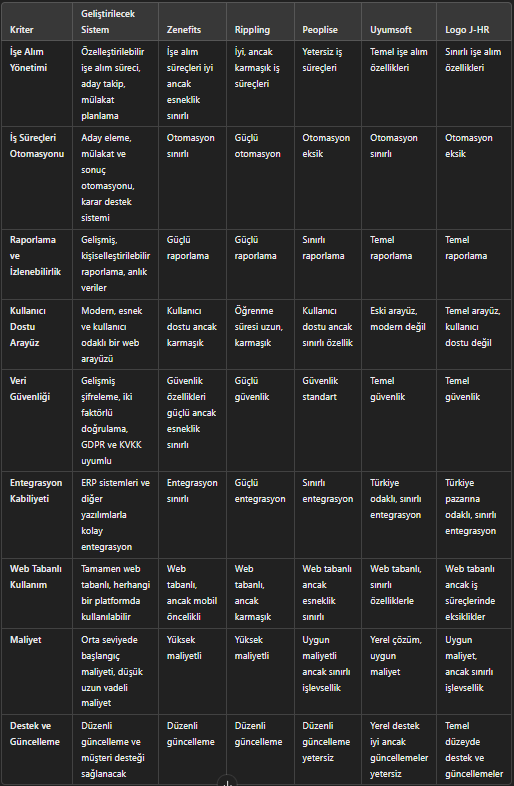 Kriter
Geliştirilecek
Sistem
Zenefits
Rippling
Peoplise
Uyumsoft
Logo J-HR
İşe Alım
Yönetimi
Özelleştirilebilir
işe alım süreci,
aday takip,
mülakat
planlama
İşe alım
süreçleri iyi
ancak
esneklik
sınırlı
İyi, ancak
karmaşık iş
süreçleri
Yetersiz iş
süreçleri
Temel işe alım
özellikleri
Sınırlı işe alım
özellikleri
İş Süreçleri
Otomasyonu
Aday eleme,
mülakat ve
sonuç
otomasyonu,
karar destek
sistemi
Otomasyon
sınırlı
Güçlü
otomasyon
Otomasyon
eksik
Otomasyon
sınırlı
Otomasyon
eksik
Raporlama
ve
İzlenebilirlik
Gelişmiş,
kişiselleştirilebilir
raporlama, anlık
veriler
Güçlü
raporlama
Güçlü
raporlama
Sınırlı
raporlama
Temel
raporlama
Temel
raporlama
Kullanıcı
Dostu
Arayüz
Modern, esnek
ve kullanıcı
odaklı bir web
arayüzü
Kullanıcı
dostu ancak
karmaşık
Öğrenme
süresi uzun,
karmaşık
Kullanıcı
dostu ancak
sınırlı özellik
Eski arayüz,
modern değil
Temel arayüz,
kullanıcı
dostu değil
Veri
Güvenliği
Gelişmiş
şifreleme, iki
faktörlü
doğrulama,
GDPR ve KVKK
uyumlu
Güvenlik
özellikleri
güçlü ancak
esneklik
sınırlı
Güçlü
güvenlik
Güvenlik
standart
Temel
güvenlik
Temel
güvenlik
Entegrasyon
Kabiliyeti
ERP sistemleri ve
diğer
yazılımlarla
kolay
entegrasyon
Entegrasyon
sınırlı
Güçlü
entegrasyon
Sınırlı
entegrasyon
Türkiye
odaklı, sınırlı
entegrasyon
Türkiye
pazarına
odaklı, sınırlı
entegrasyon
Web Tabanlı
Kullanım
Tamamen web
tabanlı, herhangi
bir platformda
kullanılabilir
Web
tabanlı,
ancak mobil
öncelikli
Web
tabanlı,
ancak
karmaşık
Web tabanlı
ancak
esneklik
sınırlı
Web tabanlı,
sınırlı
özelliklerle
Web tabanlı
ancak iş
süreçlerinde
eksiklikler
Maliyet
Orta seviyede
başlangıç
maliyeti, düşük
uzun vadeli
maliyet
Yüksek
maliyetli
Yüksek
maliyetli
Uygun
maliyetli
ancak sınırlı
işlevsellik
Yerel çözüm,
uygun
maliyet
Uygun
maliyet,
ancak sınırlı
işlevsellik
Destek ve
Güncelleme
Düzenli
güncelleme ve
müşteri desteği
sağlanacak
Düzenli
güncelleme
Düzenli
güncelleme
Düzenli
güncelleme
yetersiz
Yerel destek
iyi ancak
güncellemeler
yetersiz
Temel
düzeyde
destek ve
güncellemeler